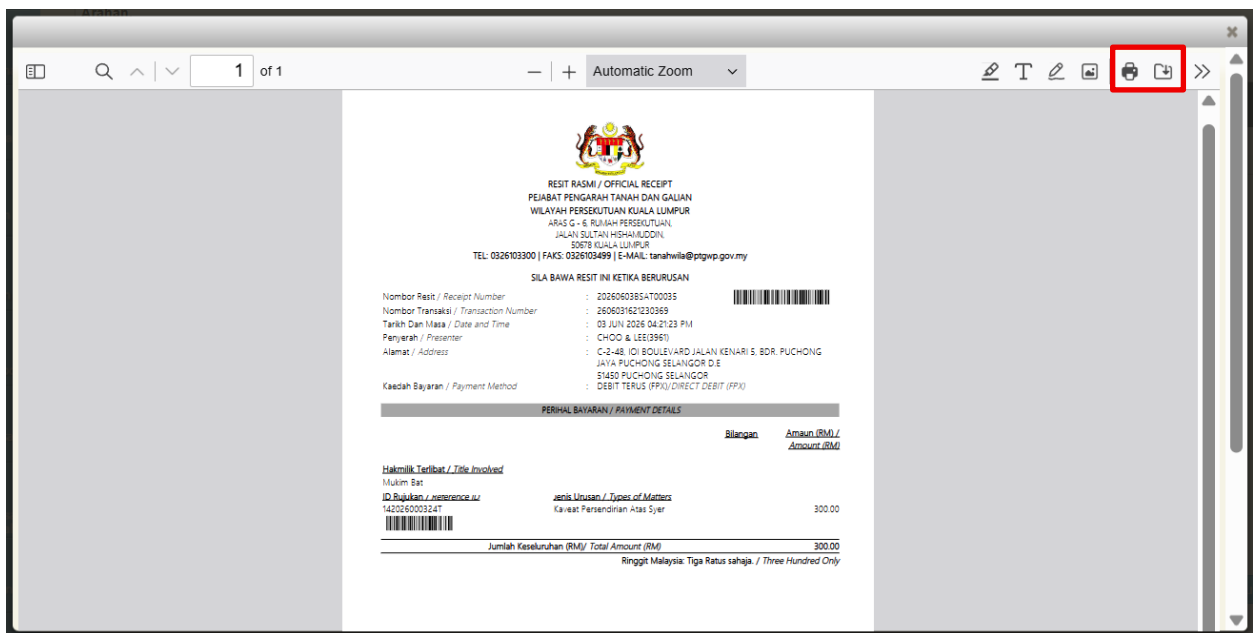 Arahan
1 of 1
Automatic Zoom
RESIT RASMI / OFFICIAL RECEIPT
PEJABAT PENGARAH TANAH DAN GALIAN
WILAYAH PERSEKUTUAN KUALA LUMPUR
ARAS G - 6, RUMAH PERSEKUTUAN,
JALAN SULTAN HISHAMUDDIN,
50678 KUALA LUMPUR
TEL: 0326103300 | FAKS: 0326103499 | E-MAIL: tanahwila@ptgwp.gov.my
SILA BAWA RESIT INI KETIKA BERURUSAN
Nombor Resit / Receipt Number : 20260603BSAT00035
Nombor Transaksi / Transaction Number : 2606031621230369
Tarikh Dan Masa / Date and Time : 03 JUN 2026 04:21:23 PM
Penyerah / Presenter : CHOO & LEE(3961)
Alamat / Address : C-2-48, IOI BOULEVARD JALAN KENARI 5, BDR. PUCHONG
JAYA PUCHONG SELANGOR D.E
51450 PUCHONG SELANGOR
Kaedah Bayaran / Payment Method : DEBIT TERUS (FPX)/DIRECT DEBIT (FPX)
PERIHAL BAYARAN / PAYMENT DETAILS
Bilangan Amaun (RM) /
Amount (RM)
Hakmilik Terlibat / Title Involved
Mukim Bat
ID Rujukan / Reference ID Jenis Urusan / Types of Matters
142026000324T Kaveat Persendirian Atas Syer 300.00
Jumlah Keseluruhan (RM)/ Total Amount (RM) 300.00
Ringgit Malaysia: Tiga Ratus sahaja. / Three Hundred Only